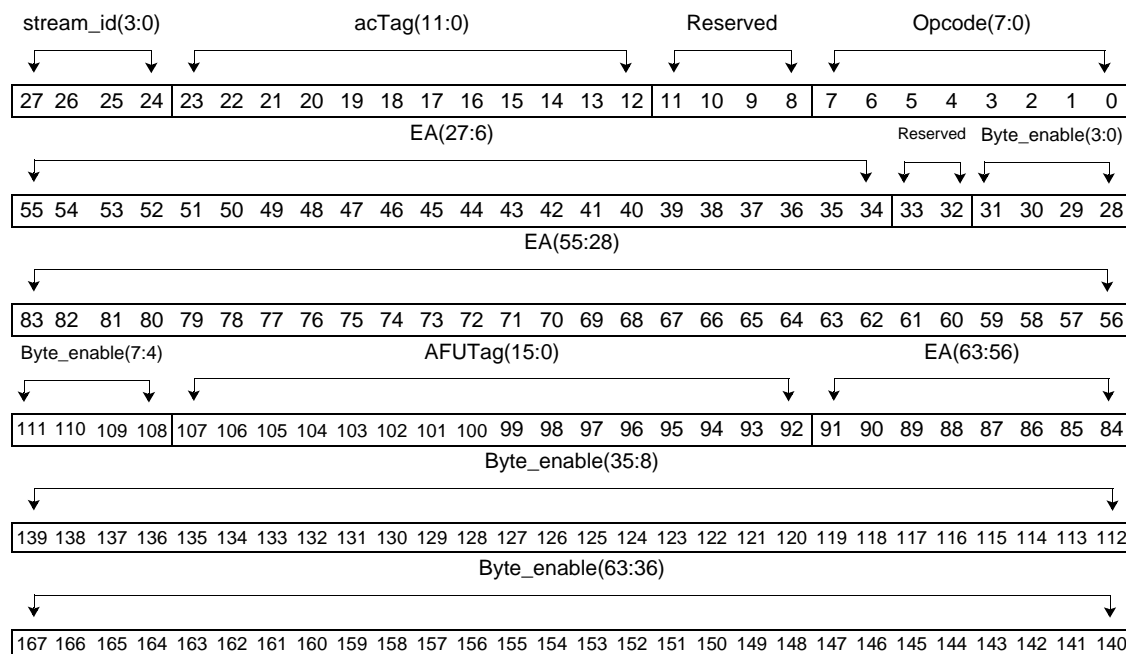 stream_id(3:0) acTag(11:0) Reserved Opcode(7:0)
27 26 25 24 23 22 21 20 19 18 17 16 15 14 13 12 11 10 9 8 7 6 5 4 3 2 1 0
EA(27:6) Reserved Byte_enable(3:0)
55 54 53 52 51 50 49 48 47 46 45 44 43 42 41 40 39 38 37 36 35 34 33 32 31 30 29 28
EA(55:28)
83 82 81 80 79 78 77 76 75 74 73 72 71 70 69 68 67 66 65 64 63 62 61 60 59 58 57 56
Byte_enable(7:4) AFUTag(15:0) EA(63:56)
111 110 109 108 107 106 105 104 103 102 101 100 99 98 97 96 95 94 93 92 91 90 89 88 87 86 85 84
Byte_enable(35:8)
139 138 137 136 135 134 133 132 131 130 129 128 127 126 125 124 123 122 121 120 119 118 117 116 115 114 113 112
Byte_enable(63:36)
167 166 165 164 163 162 161 160 159 158 157 156 155 154 153 152 151 150 149 148 147 146 145 144 143 142 141 140